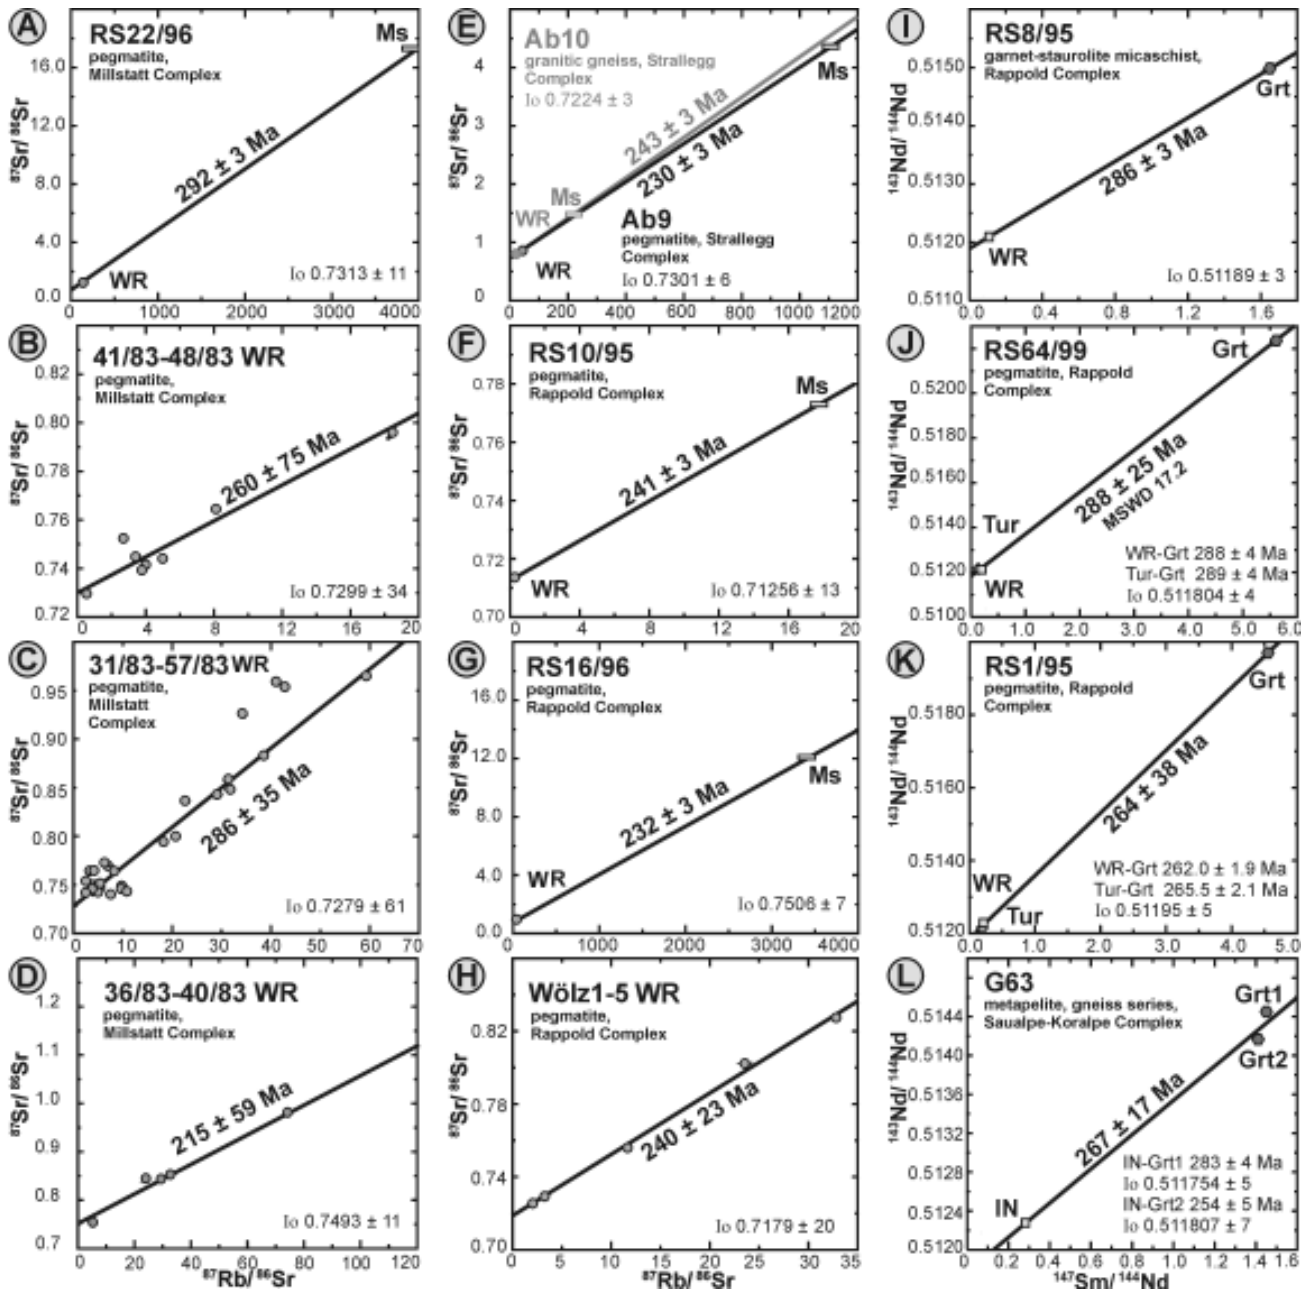 A
RS22/96
pegmatite,
Millstatt Complex
Ms
292 ± 3 Ma
WR
Io 0.7313 ± 11
87Sr/ 86Sr
16.0
12.0
8.0
4.0
0.0
0 1000 2000 3000 4000
B
41/83-48/83 WR
pegmatite,
Millstatt Complex
260 ± 75 Ma
Io 0.7299 ± 34
87Sr/ 86Sr
0.82
0.80
0.78
0.76
0.74
0.72
0 4 8 12 16 20
C
31/83-57/83 WR
pegmatite,
Millstatt
Complex
286 ± 35 Ma
Io 0.7279 ± 61
87Sr/ 86Sr
0.95
0.90
0.85
0.80
0.75
0.70
0 10 20 30 40 50 60 70
D
36/83-40/83 WR
pegmatite,
Millstatt Complex
215 ± 59 Ma
Io 0.7493 ± 11
87Sr/ 86Sr
1.2
1.1
1.0
0.9
0.8
0.7
0 20 40 60 80 100 120
87Rb/ 86Sr
E
Ab10
granitic gneiss, Strallegg
Complex
Io 0.7224 ± 3
243 ± 3 Ma
230 ± 3 Ma
Ms
Ms
WR
WR
Ab9
pegmatite, Strallegg
Complex
Io 0.7301 ± 6
87Sr/ 86Sr
4
3
2
1
0
0 200 400 600 800 1000 1200
F
RS10/95
pegmatite,
Rappold Complex
Ms
241 ± 3 Ma
WR
Io 0.71256 ± 13
87Sr/ 86Sr
0.78
0.76
0.74
0.72
0.70
0 4 8 12 16 20
G
RS16/96
pegmatite,
Rappold Complex
Ms
232 ± 3 Ma
WR
Io 0.7506 ± 7
87Sr/ 86Sr
16.0
12.0
8.0
4.0
0.0
0 1000 2000 3000 4000
H
Wölz1-5 WR
pegmatite,
Rappold Complex
240 ± 23 Ma
Io 0.7179 ± 20
87Sr/ 86Sr
0.82
0.78
0.74
0.70
0 5 10 15 20 25 30 35
87Rb/ 86Sr
I
RS8/95
garnet-staurolite micaschist,
Rappold Complex
Grt
286 ± 3 Ma
WR
Io 0.51189 ± 3
143Nd/ 144Nd
0.5150
0.5140
0.5130
0.5120
0.5110
0.0 0.4 0.8 1.2 1.6
J
RS64/99
pegmatite, Rappold
Complex
Grt
288 ± 25 Ma
MSWD 17.2
Tur
WR
WR-Grt 288 ± 4 Ma
Tur-Grt 289 ± 4 Ma
Io 0.511804 ± 4
143Nd/ 144Nd
0.5200
0.5180
0.5160
0.5140
0.5120
0.5100
0.0 1.0 2.0 3.0 4.0 5.0 6.0
K
RS1/95
pegmatite, Rappold
Complex
Grt
264 ± 38 Ma
WR
Tur
WR-Grt 262.0 ± 1.9 Ma
Tur-Grt 265.5 ± 2.1 Ma
Io 0.51195 ± 5
143Nd/ 144Nd
0.5180
0.5160
0.5140
0.5120
0.0 1.0 2.0 3.0 4.0 5.0
L
G63
metapelite, gneiss series,
Saualpe-Koralpe Complex
Grt1
Grt2
267 ± 17 Ma
IN
IN-Grt1 283 ± 4 Ma
Io 0.511754 ± 5
IN-Grt2 254 ± 5 Ma
Io 0.511807 ± 7
143Nd/ 144Nd
0.5144
0.5140
0.5136
0.5132
0.5128
0.5124
0.5120
0.2 0.4 0.6 0.8 1.0 1.2 1.4 1.6
147Sm/ 144Nd